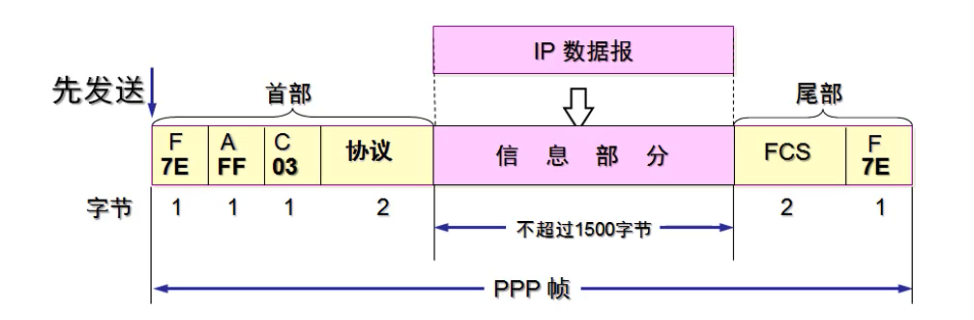 IP 数据报
先发送
首部
尾部
F A C 协议 信 息 部 分 FCS F
7E FF 03 7E
字节 1 1 1 2 不超过1500字节 2 1
PPP 帧